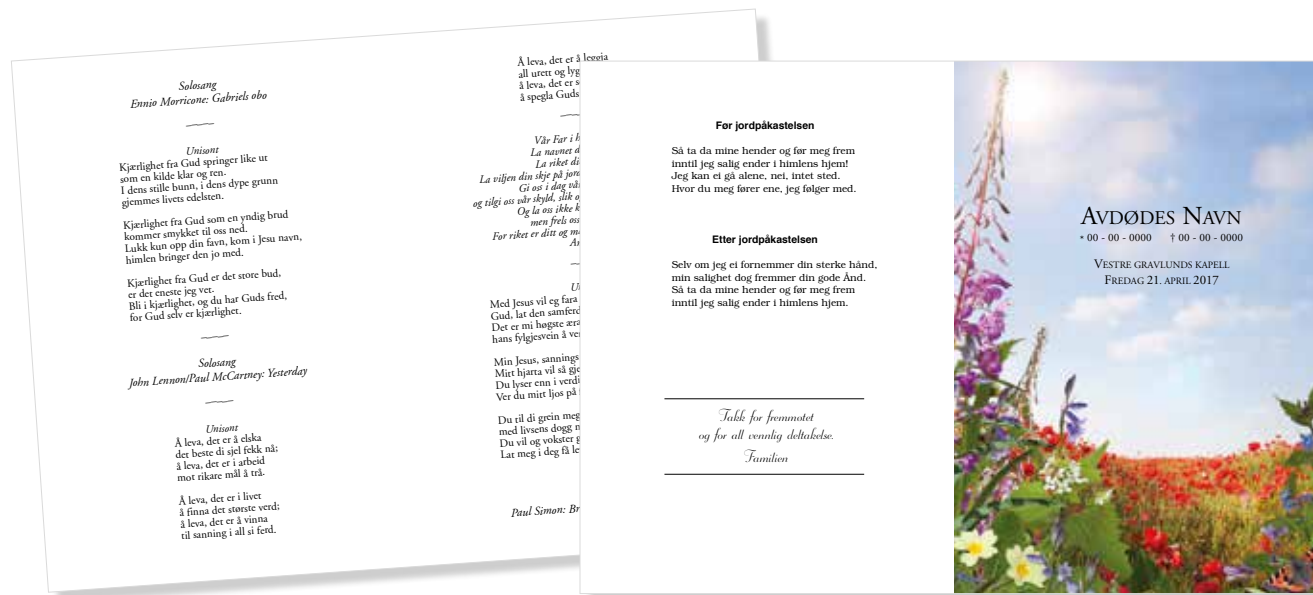 Solosang
Ennio Morricone: Gabriels obo
Unisont
Kjærlighet fra Gud springer like ut
som en kilde klar og ren.
I dens stille bunn, i dens dype grunn
gjemmes livets edelsten.
Kjærlighet fra Gud som en yndig brud
kommer smykket til oss ned.
Lukk kun opp din favn, kom i Jesu navn,
himlen bringer den jo med.
Kjærlighet fra Gud er det store bud,
er det eneste jeg vet.
Bli i kjærlighet, og du har Guds fred,
for Gud selv er kjærlighet.
Solosang
John Lennon/Paul McCartney: Yesterday
Unisont
Å leva, det er å elska
det beste di sjel fekk nå;
å leva, det er i arbeid
mot rikare mål å trå.
Å leva, det er i livet
å finna det største verd;
å leva, det er å vinna
til sanning i all si ferd.
Å leva, det er å leggja
all urett og
å leva, det er
å spegla Guds
Vår Far i
La navnet
La riket
La viljen din skje på
Gi oss i dag
og tilgi oss vår skyld, slik
Og la oss ikke
men frels oss
For riket er ditt og
Med Jesus vil eg fara
Gud, lat den
Det er mi høgste
hans fylgjesvein å
Min Jesus,
Mitt hjarta vil så
Du lyser enn i
Ver du mitt ljos på
Du til di grein meg
med livsens dogg
Du vil og vokster
Lat meg i deg få
Paul Simon:
Før jordpåkastelsen
Så ta da mine hender og før meg frem
inntil jeg salig ender i himlens hjem!
Jeg kan ei gå alene, nei, intet sted.
Hvor du meg fører ene, jeg følger med.
Etter jordpåkastelsen
Selv om jeg ei fornemmer din sterke hånd,
min salighet dog fremmer din gode Ånd.
Så ta da mine hender og før meg frem
inntil jeg salig ender i himlens hjem.
Takk for fremmøtet
og for all vennlig deltakelse.
Familien
Avdødes Navn
* 00 - 00 - 0000 † 00 - 00 - 0000
Vestre gravlunds kapell
Fredag 21. april 2017